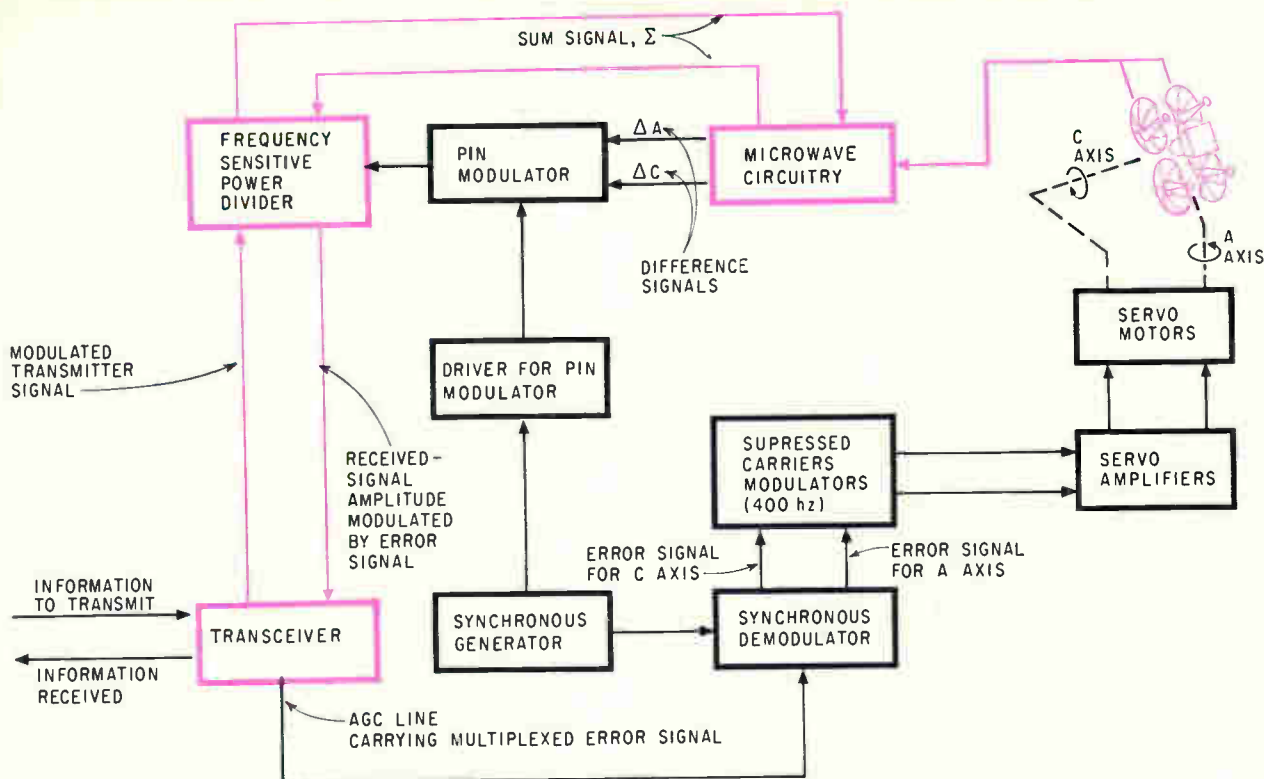 SUM SIGNAL, Σ
FREQUENCY
SENSITIVE
POWER
DIVIDER
PIN
MODULATOR
ΔA
ΔC
MICROWAVE
CIRCUITRY
C
AXIS
A
AXIS
DIFFERENCE
SIGNALS
SERVO
MOTORS
MODULATED
TRANSMITTER
SIGNAL
DRIVER FOR PIN
MODULATOR
RECEIVED-
SIGNAL
AMPLITUDE
MODULATED
BY ERROR
SIGNAL
SUPRESSED
CARRIERS
MODULATORS
(400 hz)
SERVO
AMPLIFIERS
ERROR SIGNAL
FOR C AXIS
ERROR SIGNAL
FOR A AXIS
INFORMATION
TO TRANSMIT
TRANSCEIVER
SYNCHRONOUS
GENERATOR
SYNCHRONOUS
DEMODULATOR
INFORMATION
RECEIVED
AGC LINE
CARRYING MULTIPLEXED ERROR SIGNAL